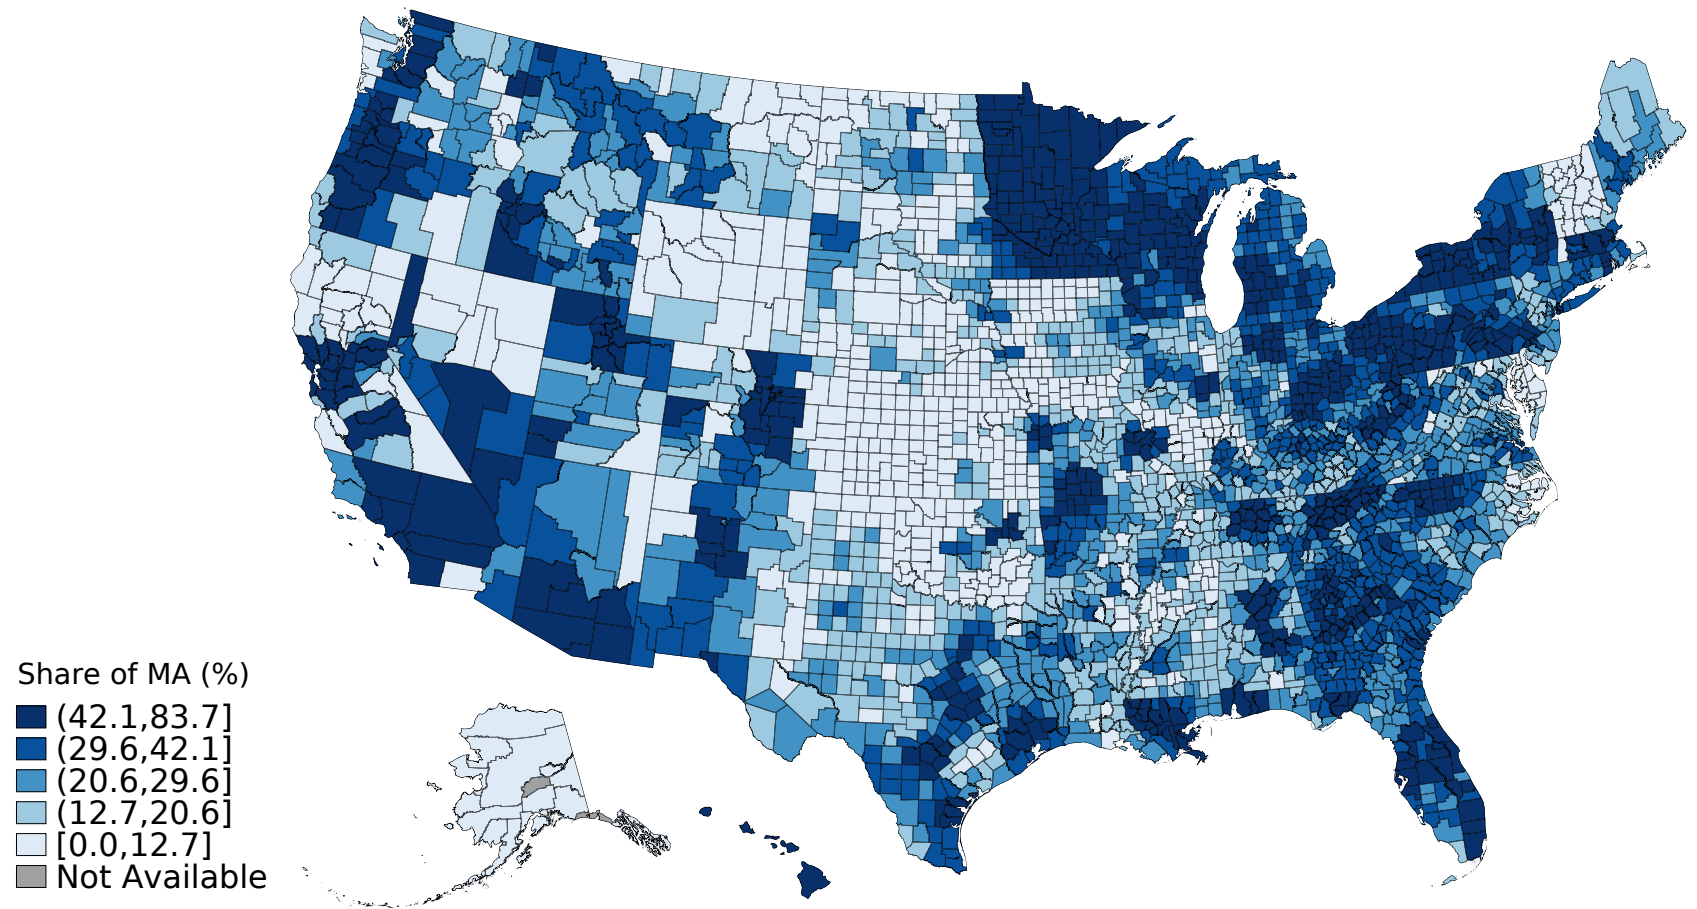 Share of MA (%)
(42.1,83.7]
(29.6,42.1]
(20.6,29.6]
(12.7,20.6]
[0.0,12.7]
Not Available